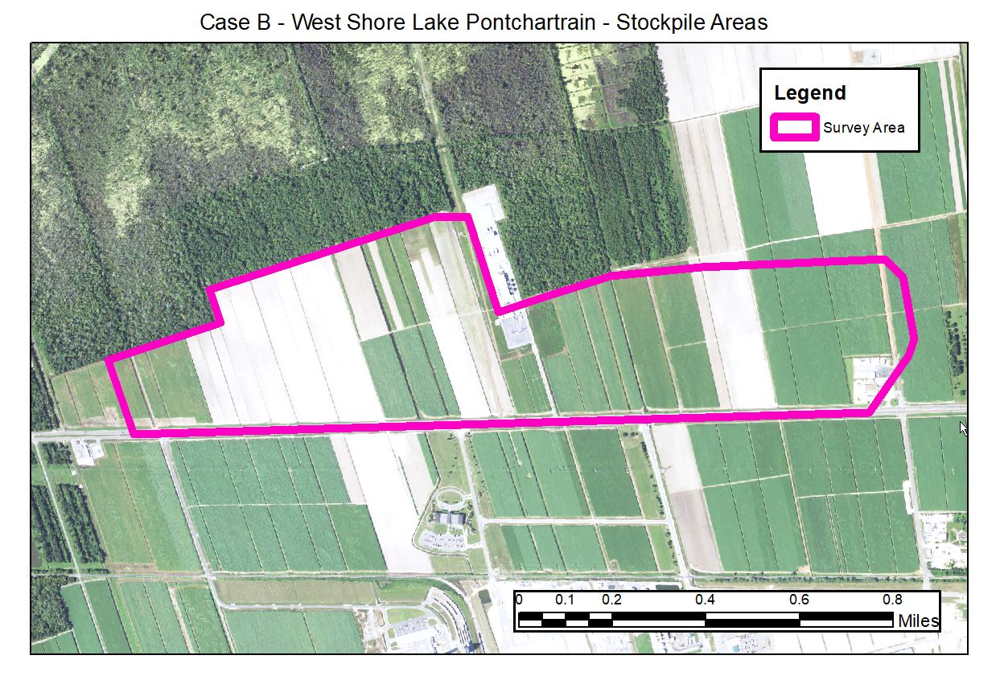 Case B - West Shore Lake Pontchartrain - Stockpile Areas
Legend
Survey Area
0 0.1 0.2 0.4 0.6 0.8
Miles